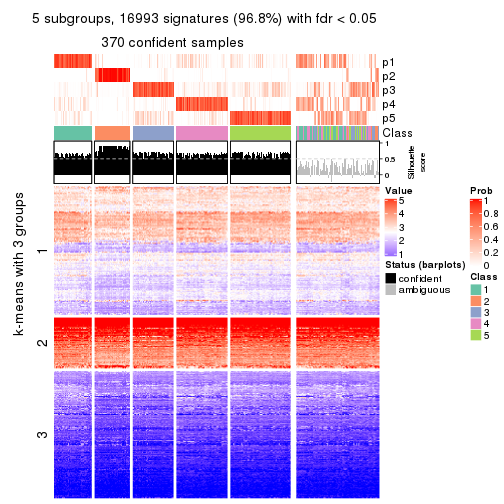 5 subgroups, 16993 signatures (96.8%) with fdr < 0.05
370 confident samples
p1
p2
p3
p4
p5
Class
1
0.5
0
Silhouette
score
k-means with 3 groups
1
2
3
Value
5
4
3
2
1
Status (barplots)
confident
ambiguous
Prob
1
0.8
0.6
0.4
0.2
0
Class
1
2
3
4
5